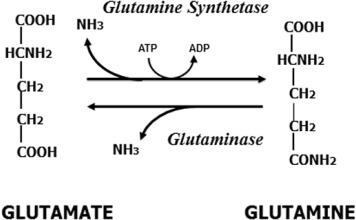 Glutamine Synthetase
COOH
HCNH2
CH2
CH2
COOH
NH3
ATP
ADP
NH3
Glutaminase
COOH
HCNH2
CH2
CH2
CONH2
GLUTAMATE
GLUTAMINE